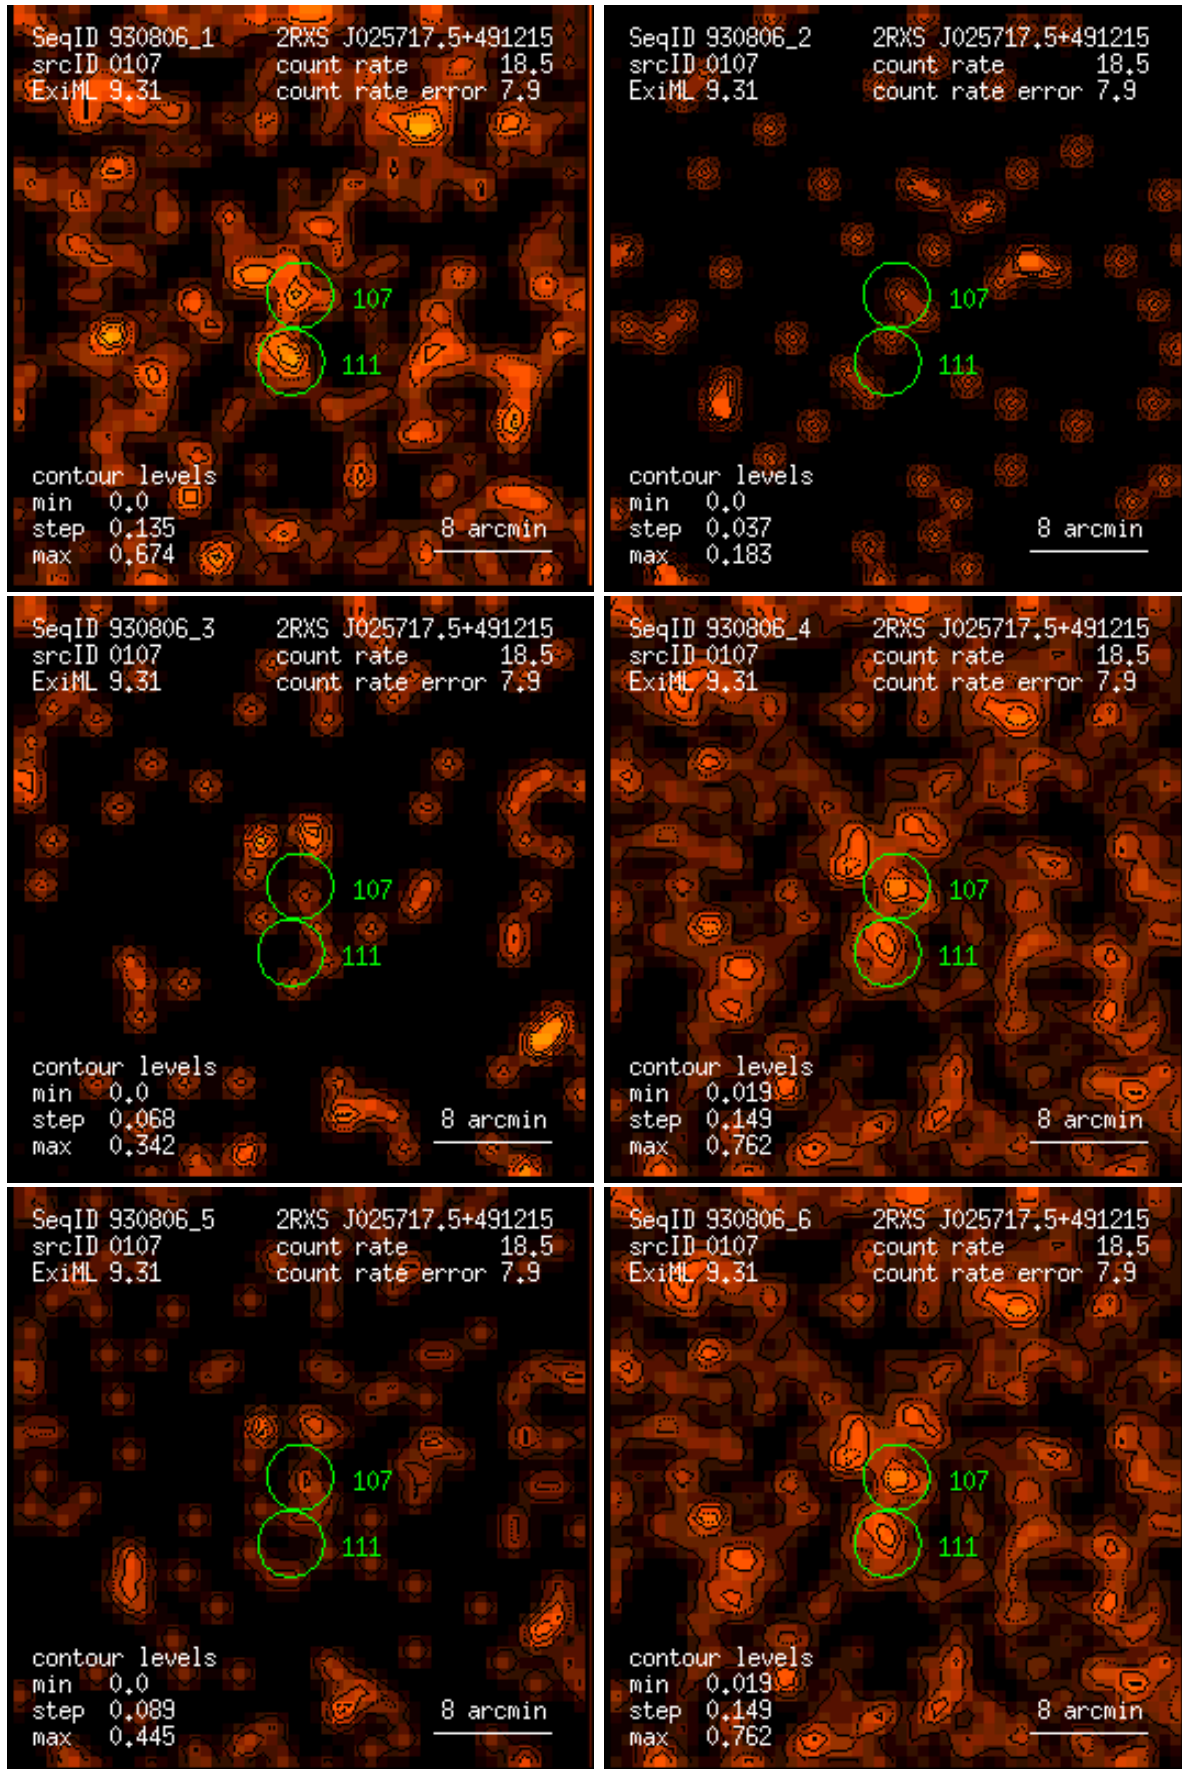 SeqID 930806_1 2RXS J025717.5+491215
srcID 0107 count rate 18.5
ExiML 9.31 count rate error 7.9
107
111
contour levels
min 0.0
step 0.135
max 0.674
8 arcmin
SeqID 930806_2 2RXS J025717.5+491215
srcID 0107 count rate 18.5
ExiML 9.31 count rate error 7.9
107
111
contour levels
min 0.0
step 0.037
max 0.183
8 arcmin
SeqID 930806_3 2RXS J025717.5+491215
srcID 0107 count rate 18.5
ExiML 9.31 count rate error 7.9
107
111
contour levels
min 0.0
step 0.068
max 0.342
8 arcmin
SeqID 930806_4 2RXS J025717.5+491215
srcID 0107 count rate 18.5
ExiML 9.31 count rate error 7.9
107
111
contour levels
min 0.019
step 0.149
max 0.762
8 arcmin
SeqID 930806_5 2RXS J025717.5+491215
srcID 0107 count rate 18.5
ExiML 9.31 count rate error 7.9
107
111
contour levels
min 0.0
step 0.089
max 0.445
8 arcmin
SeqID 930806_6 2RXS J025717.5+491215
srcID 0107 count rate 18.5
ExiML 9.31 count rate error 7.9
107
111
contour levels
min 0.019
step 0.149
max 0.762
8 arcmin